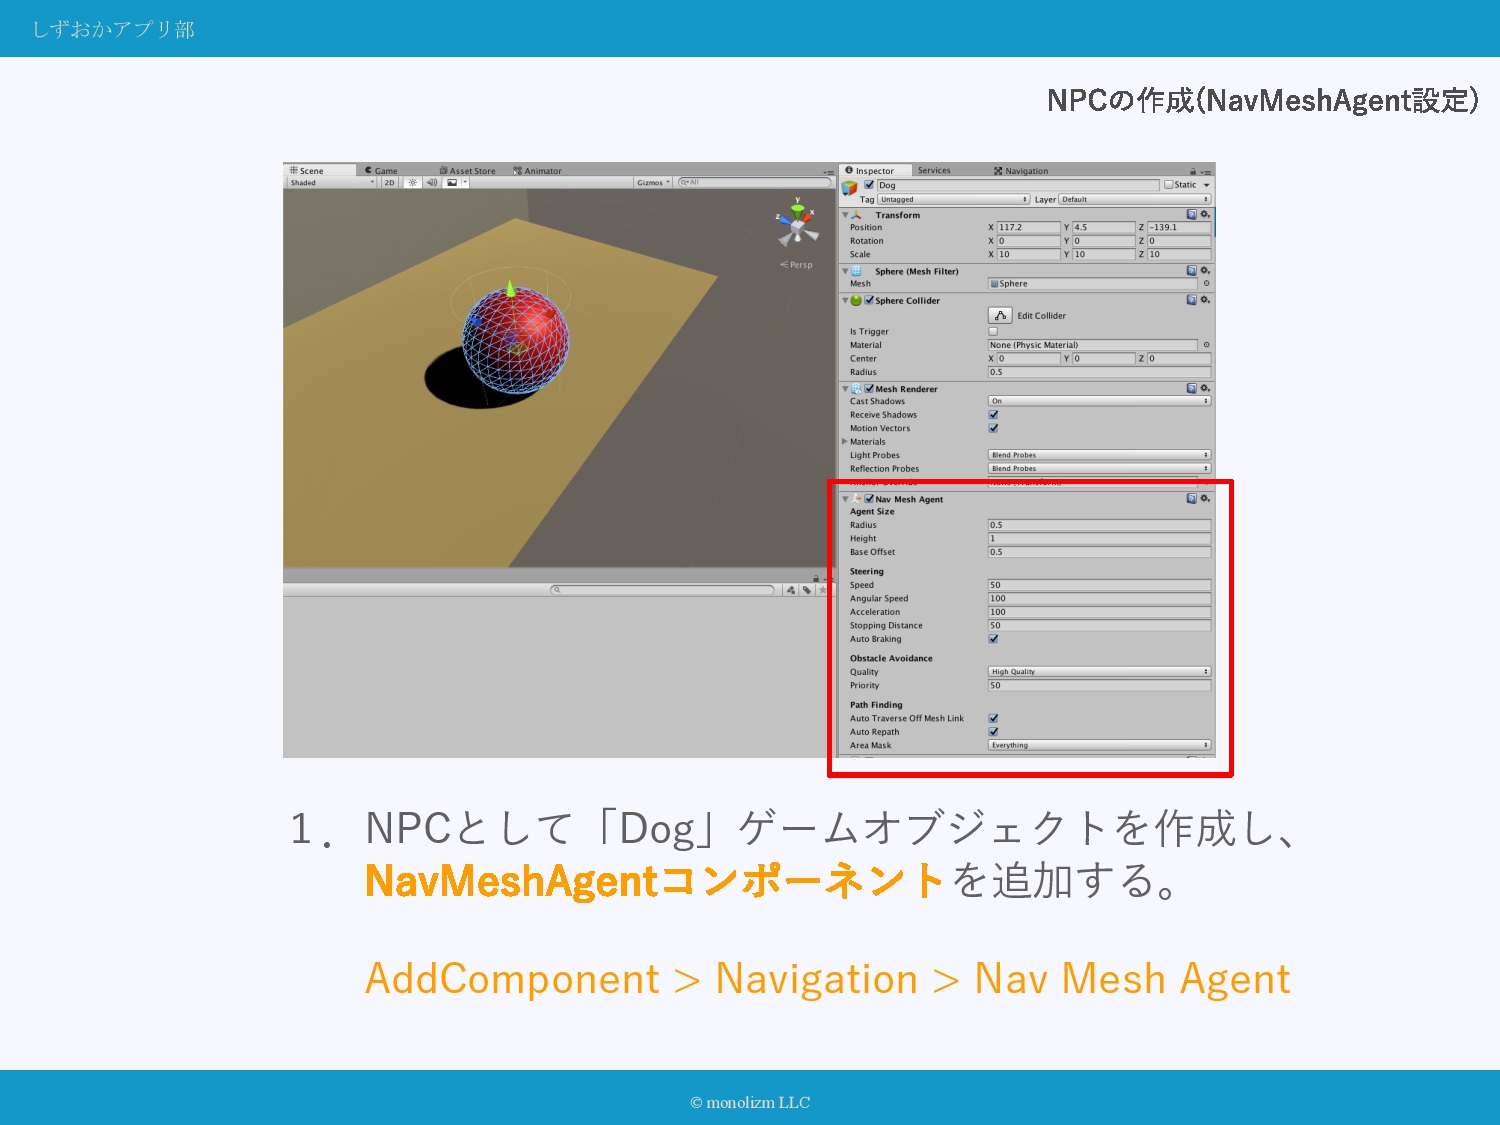 しずおかアプリ部
NPCの作成(NavMeshAgent設定)
Scene Game Asset Store Animator
Shaded 2D Gizmos All
y
z x
Persp
Inspector Services Navigation
Dog Static
Tag Untagged Layer Default
Transform
Position X 117.2 Y 4.5 Z -139.1
Rotation X 0 Y 0 Z 0
Scale X 10 Y 10 Z 10
Sphere (Mesh Filter)
Mesh Sphere
Sphere Collider
Edit Collider
Is Trigger
Material None (Physic Material)
Center X 0 Y 0 Z 0
Radius 0.5
Mesh Renderer
Cast Shadows On
Receive Shadows
Motion Vectors
Materials
Light Probes Blend Probes
Reflection Probes Blend Probes
Nav Mesh Agent
Agent Size
Radius 0.5
Height 1
Base Offset 0.5
Steering
Speed 50
Angular Speed 100
Acceleration 100
Stopping Distance 50
Auto Braking
Obstacle Avoidance
Quality High Quality
Priority 50
Path Finding
Auto Traverse Off Mesh Link
Auto Repath
Area Mask Everything
1. NPCとして「Dog」ゲームオブジェクトを作成し、
NavMeshAgentコンポーネントを追加する。
AddComponent > Navigation > Nav Mesh Agent
© monolizm LLC